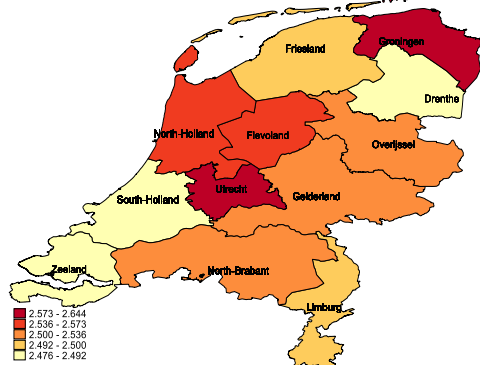 Groningen
Friesland
Drenthe
North-Holland
Flevoland
Overijssel
Utrecht
South-Holland
Gelderland
Zeeland
North-Brabant
Limburg
2.573 - 2.644
2.536 - 2.573
2.500 - 2.536
2.492 - 2.500
2.476 - 2.492